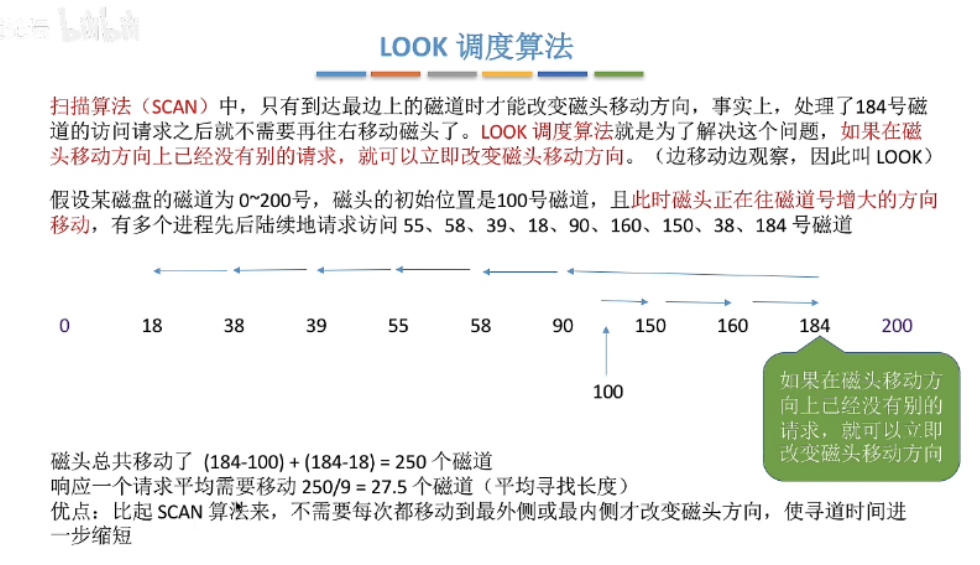 bilibili
LOOK 调度算法
扫描算法（SCAN）中，只有到达最边上的磁道时才能改变磁头移动方向，事实上，处理了184号磁
道的访问请求之后就不需要再往右移动磁头了。LOOK 调度算法就是为了解决这个问题，如果在磁
头移动方向上已经没有别的请求，就可以立即改变磁头移动方向。（边移动边观察，因此叫 LOOK）
假设某磁盘的磁道为 0~200号，磁头的初始位置是100号磁道，且此时磁头正在往磁道号增大的方向
移动，有多个进程先后陆续地请求访问 55、58、39、18、90、160、150、38、184 号磁道
0 18 38 39 55 58 90 150 160 184 200
100
如果在磁头移动方
向上已经没有别的
请求，就可以立即
改变磁头移动方向
磁头总共移动了 (184-100) + (184-18) = 250 个磁道
响应一个请求平均需要移动 250/9 = 27.5 个磁道（平均寻找长度）
优点：比起 SCAN 算法来，不需要每次都移动到最外侧或最内侧才改变磁头方向，使寻道时间进
一步缩短